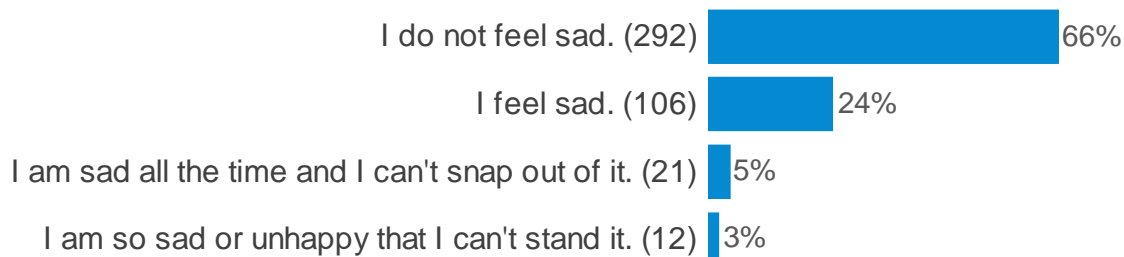 I do not feel sad. (292) 66%
I feel sad. (106) 24%
I am sad all the time and I can't snap out of it. (21) 5%
I am so sad or unhappy that I can't stand it. (12) 3%